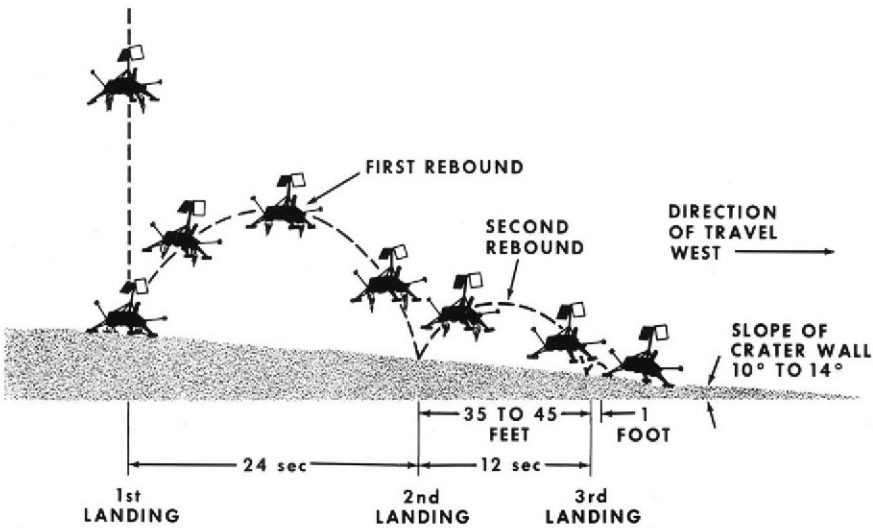 FIRST REBOUND
SECOND
REBOUND
DIRECTION
OF TRAVEL
WEST
SLOPE OF
CRATER WALL
10° TO 14°
35 TO 45
FEET
1
FOOT
24 sec
12 sec
1st
LANDING
2nd
LANDING
3rd
LANDING